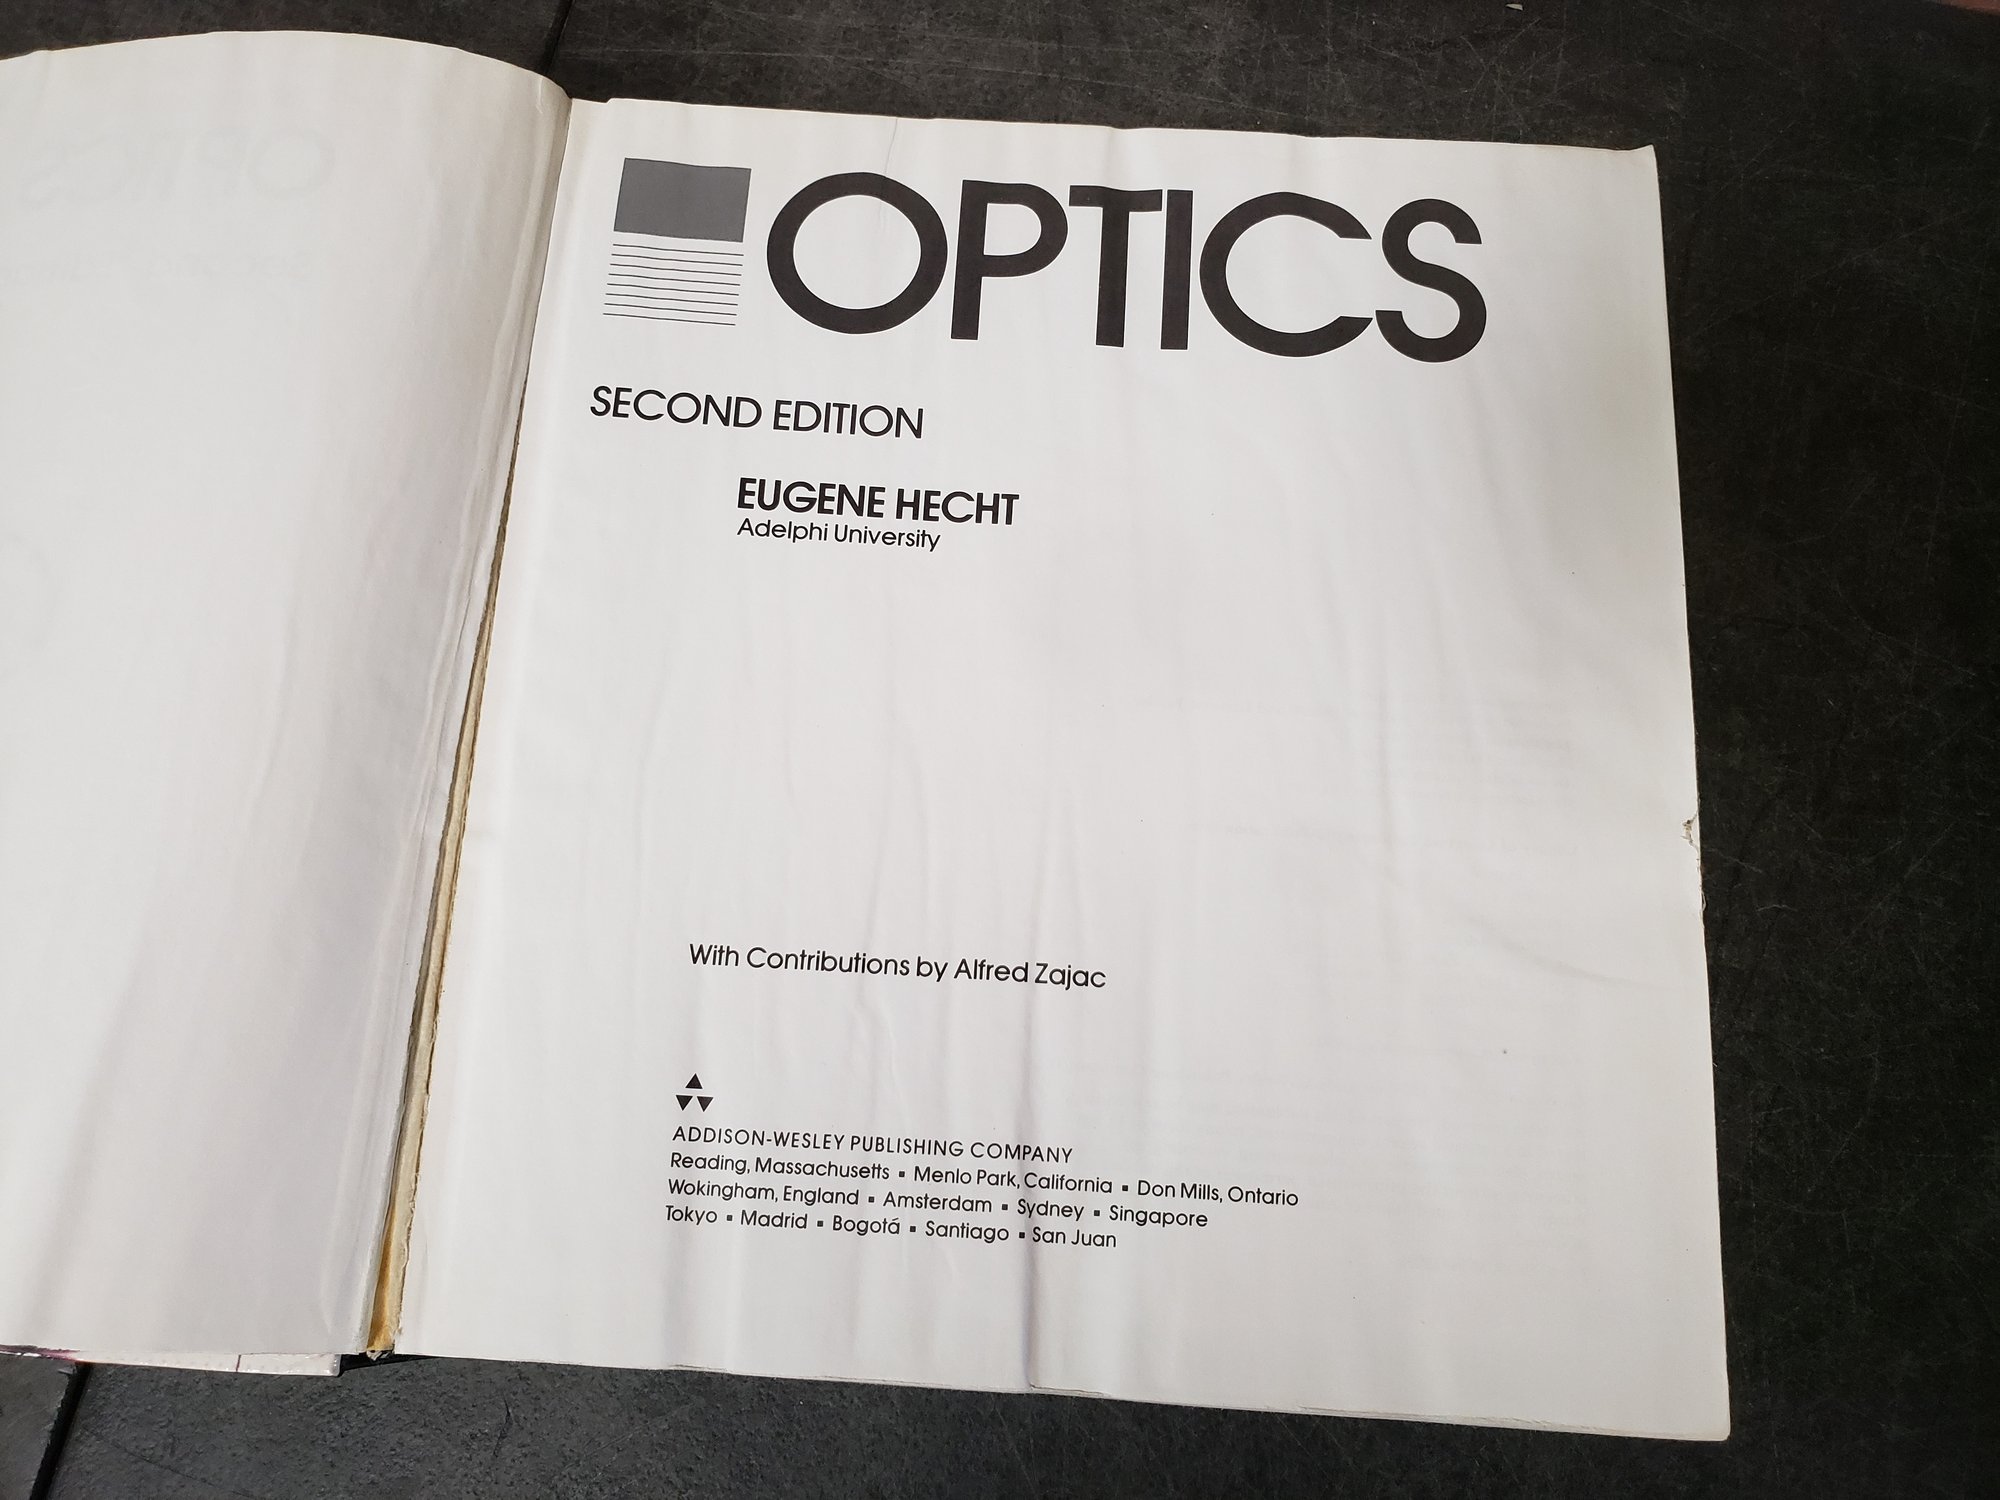 OPTICS
SECOND EDITION
EUGENE HECHT
Adelphi University
With Contributions by Alfred Zajac
ADDISON-WESLEY PUBLISHING COMPANY
Reading, Massachusetts ▪ Menlo Park, California ▪ Don Mills, Ontario
Wokingham, England ▪ Amsterdam ▪ Sydney ▪ Singapore
Tokyo ▪ Madrid ▪ Bogotá ▪ Santiago ▪ San Juan